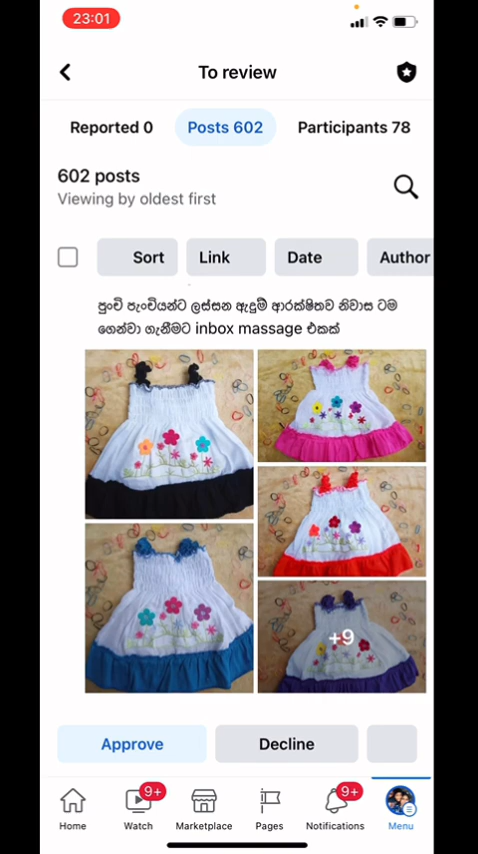 23:01
To review
Reported 0
Posts 602
Participants 78
602 posts
Viewing by oldest first
Sort
Link
Date
Author
පුංචි පැංචියන්ට ලස්සන ඇඳුම් ආරක්ෂිතව නිවාස ටම
ගෙන්වා ගැනීමට inbox massage එකක්
+9
Approve
Decline
9+
9+
Home
Watch
Marketplace
Pages
Notifications
Menu